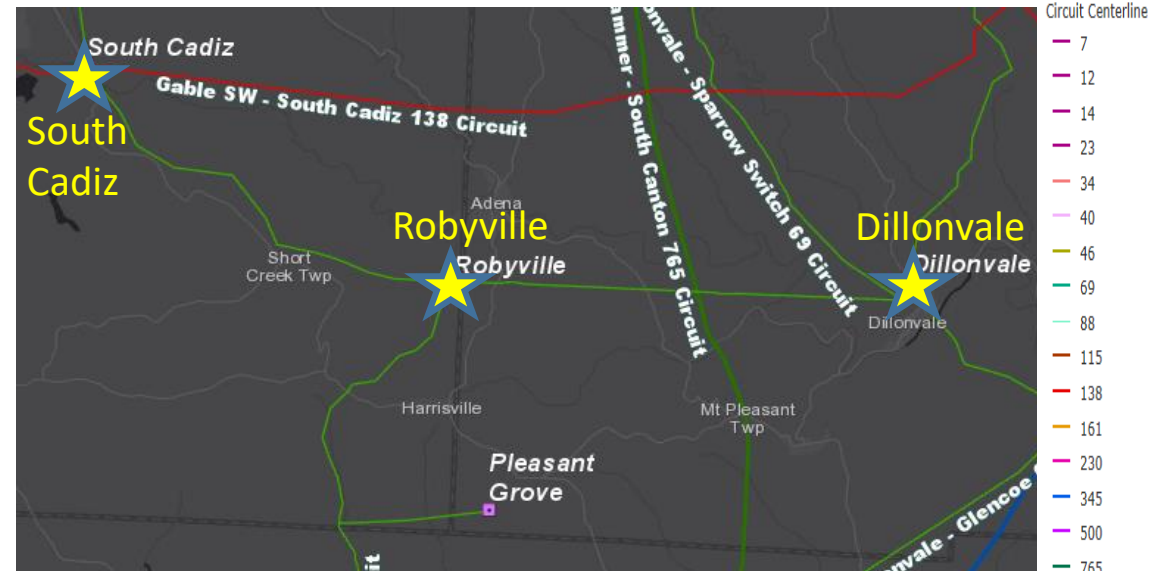 Circuit Centerline
7
12
14
23
34
40
46
69
88
115
138
161
230
345
500
765
South Cadiz
South
Cadiz
Gable SW - South Cadiz 138 Circuit
ammer - South Canton 765 Circuit
onvale - Sparrow Switch 69 Circuit
Adena
Robyville
Robyville
Short
Creek Twp
Dillonvale
Dillonvale
Dillonvale
Harrisville
Mt Pleasant
Twp
Pleasant
Grove
onvale - Glencoe
it